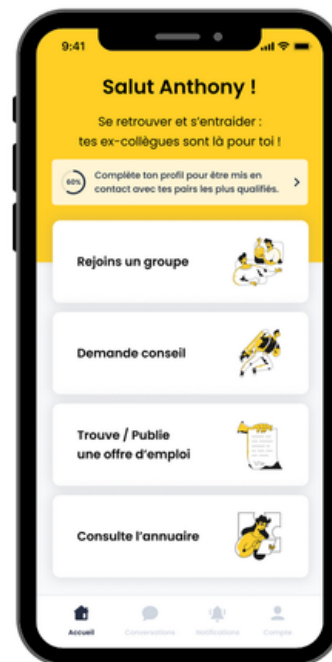 9:41
Salut Anthony !
Se retrouver et s’entraider :
tes ex-collègues sont là pour toi !
60%
Complète ton profil pour être mis en
contact avec tes pairs les plus qualifiés.
Rejoins un groupe
Demande conseil
Trouve / Publie
une offre d’emploi
Consulte l’annuaire
Accueil
Conversations
Notifications
Compte